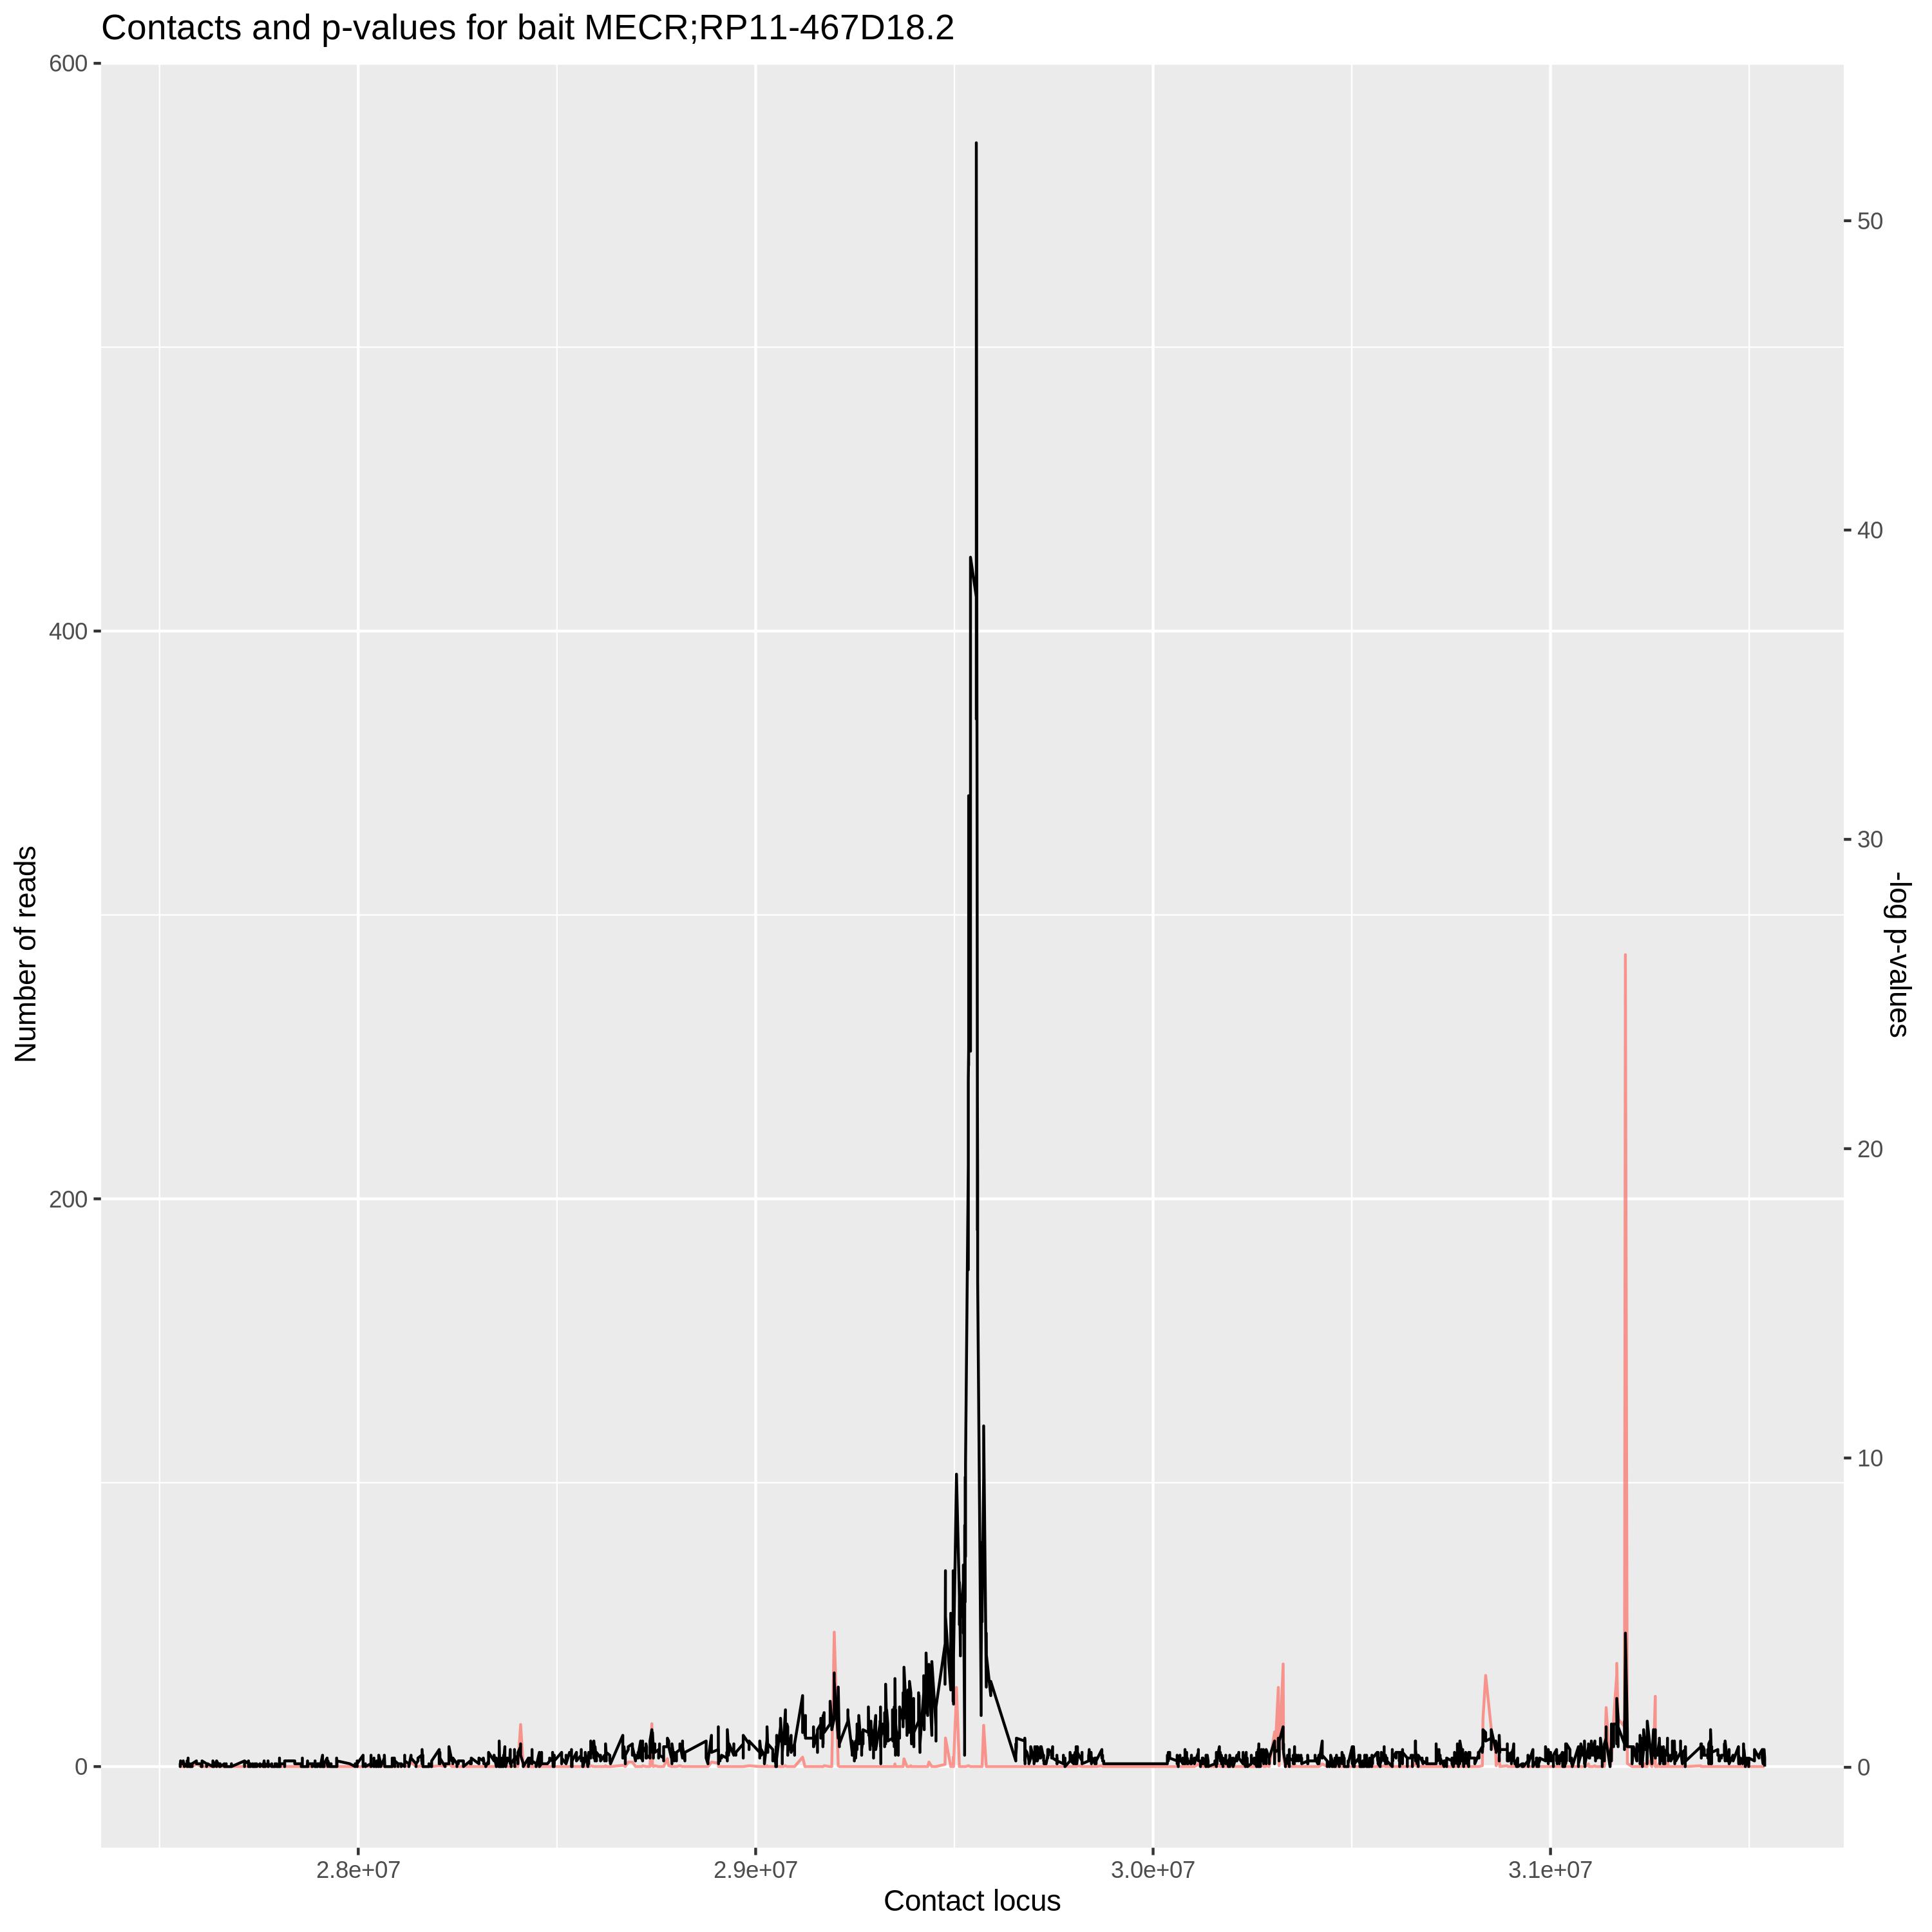 Contacts and p-values for bait MECR;RP11-467D18.2
600
400
200
0
Number of reads
50
40
30
20
10
0
-log p-values
2.8e+07
2.9e+07
3.0e+07
3.1e+07
Contact locus